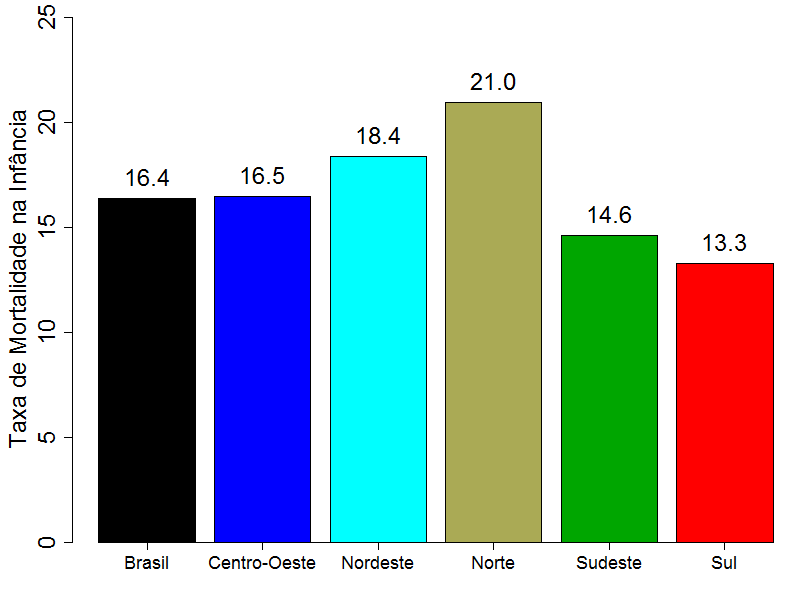 Taxa de Mortalidade na Infância
25
20
15
10
5
0
16.4
16.5
18.4
21.0
14.6
13.3
Brasil
Centro-Oeste
Nordeste
Norte
Sudeste
Sul